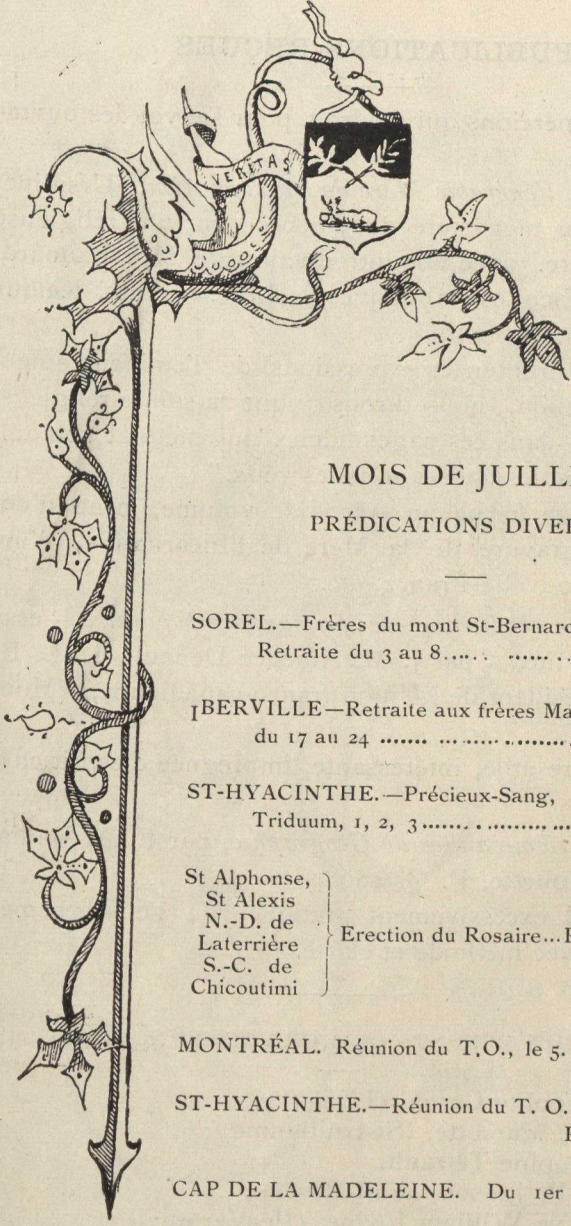 VERITAS
MOIS DE JUILL
PRÉDICATIONS DIVER
SOREL.—Frères du mont St-Bernard
Retraite du 3 au 8
IBERVILLE—Retraite aux frères Ma
du 17 au 24
ST-HYACINTHE.—Précieux-Sang,
Triduum, 1, 2, 3
St Alphonse,
St Alexis
N.-D. de
Laterrière
S.-C. de
Chicoutimi
Erection du Rosaire...
MONTRÉAL. Réunion du T.O., le 5.
ST-HYACINTHE.—Réunion du T. O.
CAP DE LA MADELEINE. Du 1er